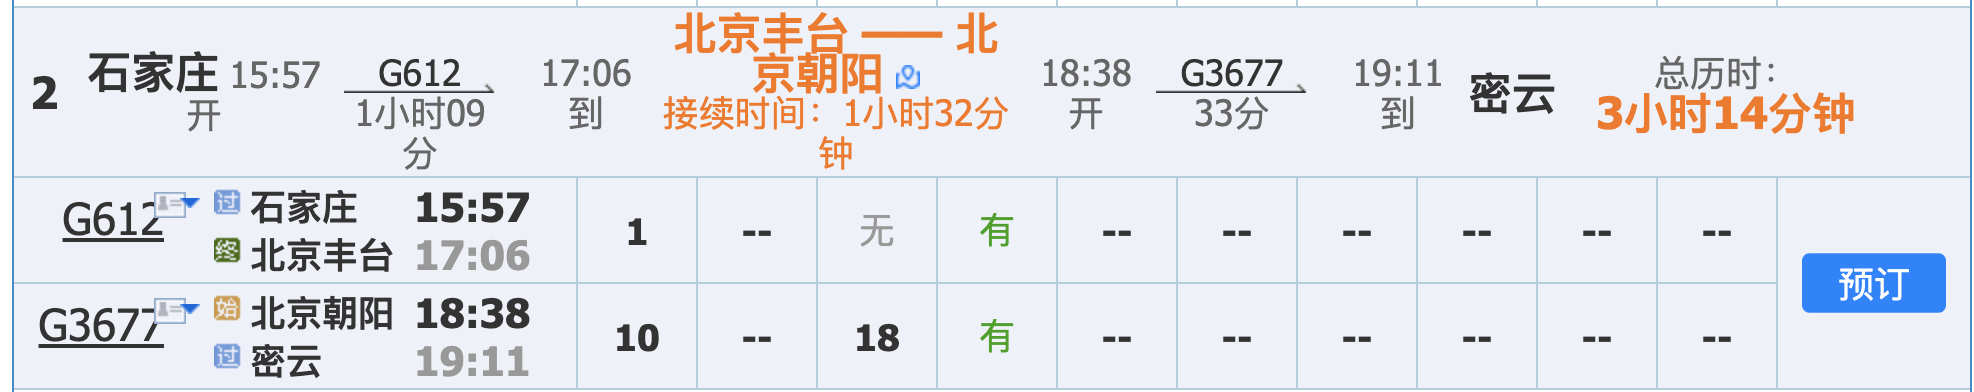 2 石家庄 15:57 开 G612 1小时09分 17:06 到 北京丰台 —— 北京朝阳 接续时间：1小时32分钟 18:38 开 G3677 33分 19:11 到 密云 总历时： 3小时14分钟
G612 过 石家庄 15:57 1 -- 无 有 -- -- -- -- -- --
终 北京丰台 17:06
G3677 始 北京朝阳 18:38 10 -- 18 有 -- -- -- -- -- --
过 密云 19:11
预订